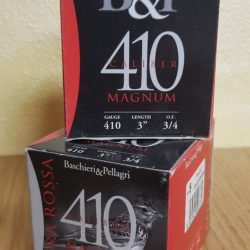 B&P
410
CALIBER
MAGNUM
GAUGE LENGTH OZ.
410 3" 3/4
Baschieri&Pellagri
410
ROSSA